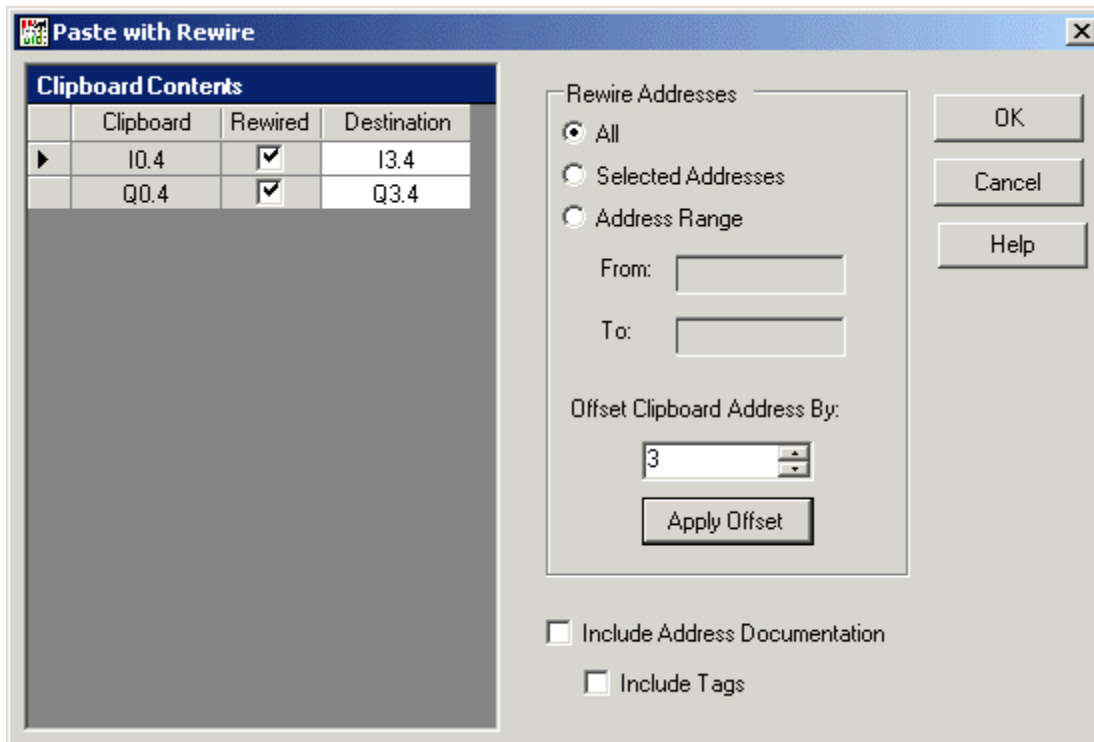 Paste with Rewire
Clipboard Contents
Clipboard Rewired Destination
I0.4 I3.4
Q0.4 Q3.4
Rewire Addresses
All
Selected Addresses
Address Range
From:
To:
Offset Clipboard Address By:
3
Apply Offset
Include Address Documentation
Include Tags
OK
Cancel
Help